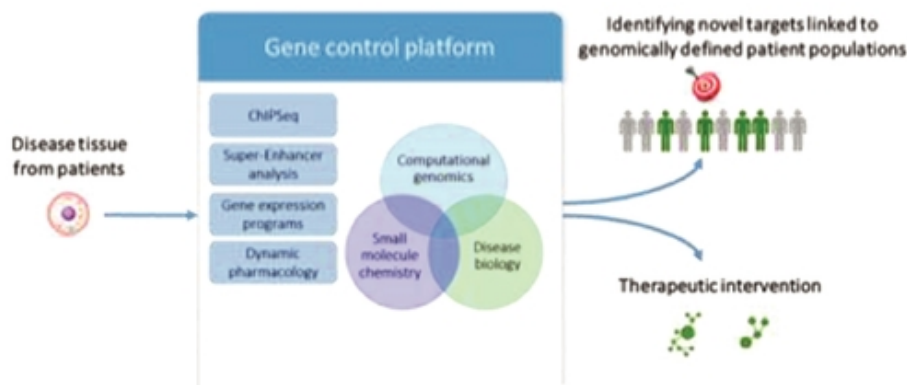 Gene control platform
Identifying novel targets linked to
genomically defined patient populations
Disease tissue
from patients
ChIPSeq
Super-Enhancer
analysis
Gene expression
programs
Dynamic
pharmacology
Computational
genomics
Small
molecule
chemistry
Disease
biology
Therapeutic intervention